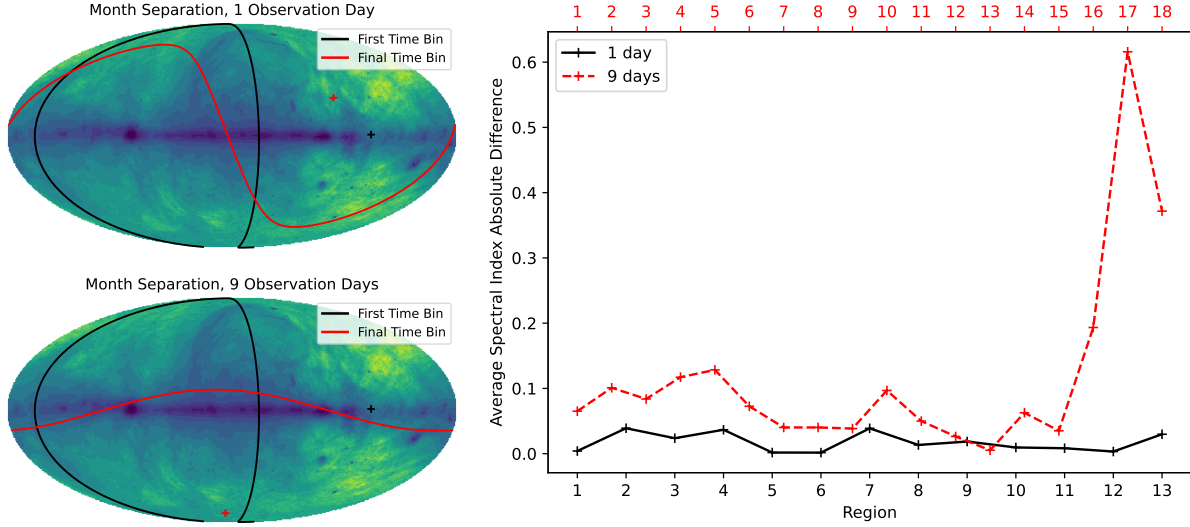 Month Separation, 1 Observation Day
First Time Bin
Final Time Bin
Month Separation, 9 Observation Days
First Time Bin
Final Time Bin
1 2 3 4 5 6 7 8 9 10 11 12 13 14 15 16 17 18
1 day
9 days
Average Spectral Index Absolute Difference
0.6
0.5
0.4
0.3
0.2
0.1
0.0
1 2 3 4 5 6 7 8 9 10 11 12 13
Region